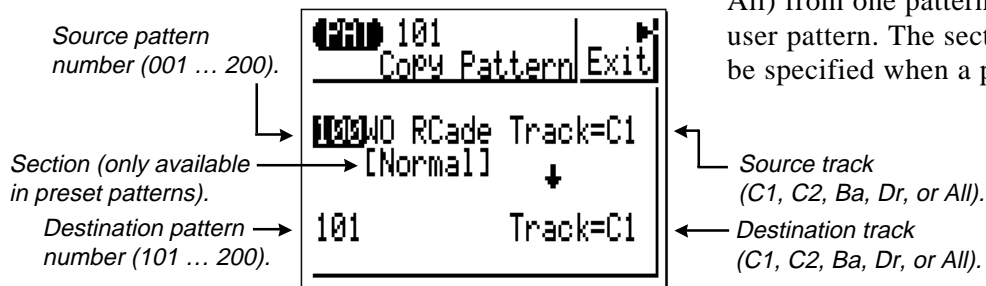 All) from one pattern
user pattern. The sect
be specified when a p
Source pattern
number (001 … 200).
Section (only available
in preset patterns).
Destination pattern
number (101 … 200).
PAT 101
Copy Pattern Exit
100WO RCade Track=C1
[Normal]
101 Track=C1
Source track
(C1, C2, Ba, Dr, or All).
Destination track
(C1, C2, Ba, Dr, or All).